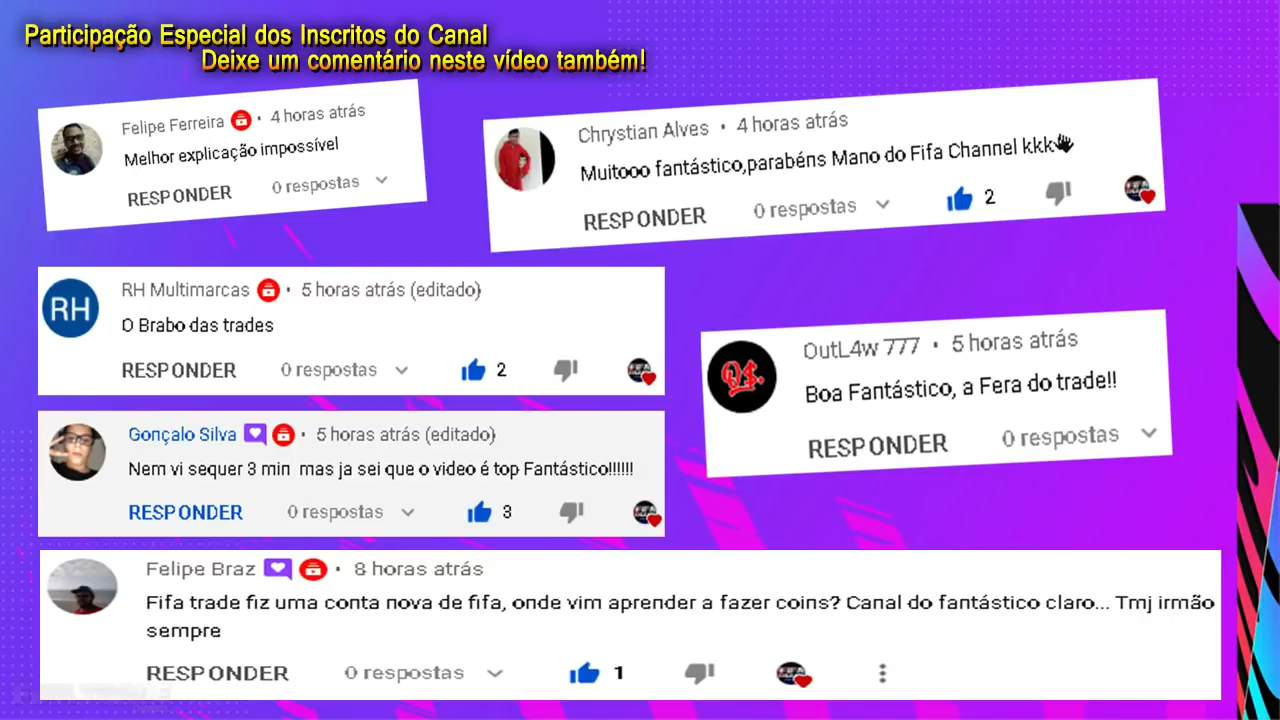 Participação Especial dos Inscritos do Canal
Deixe um comentário neste vídeo também!
Felipe Ferreira • 4 horas atrás
Melhor explicação impossível
RESPONDER 0 respostas
Chrystian Alves • 4 horas atrás
Muitooo fantástico,parabéns Mano do Fifa Channel kkk
RESPONDER 0 respostas 2
RH
RH Multimarcas • 5 horas atrás (editado)
O Brabo das trades
RESPONDER 0 respostas 2
OutL4w 777 • 5 horas atrás
Boa Fantástico, a Fera do trade!!
RESPONDER 0 respostas
Gonçalo Silva • 5 horas atrás (editado)
Nem vi sequer 3 min mas ja sei que o video é top Fantástico!!!!!!
RESPONDER 0 respostas 3
Felipe Braz • 8 horas atrás
Fifa trade fiz uma conta nova de fifa, onde vim aprender a fazer coins? Canal do fantástico claro... Tmj irmão
sempre
RESPONDER 0 respostas 1